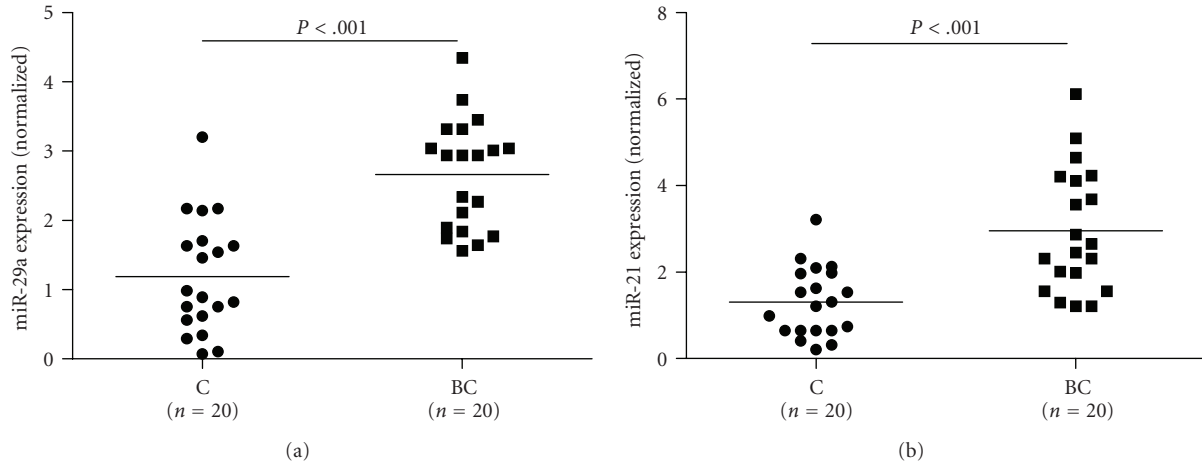 miR-29a expression (normalized)
5
4
3
2
1
0
P < .001
C
(n = 20)
BC
(n = 20)
(a)
miR-21 expression (normalized)
8
6
4
2
0
P < .001
C
(n = 20)
BC
(n = 20)
(b)